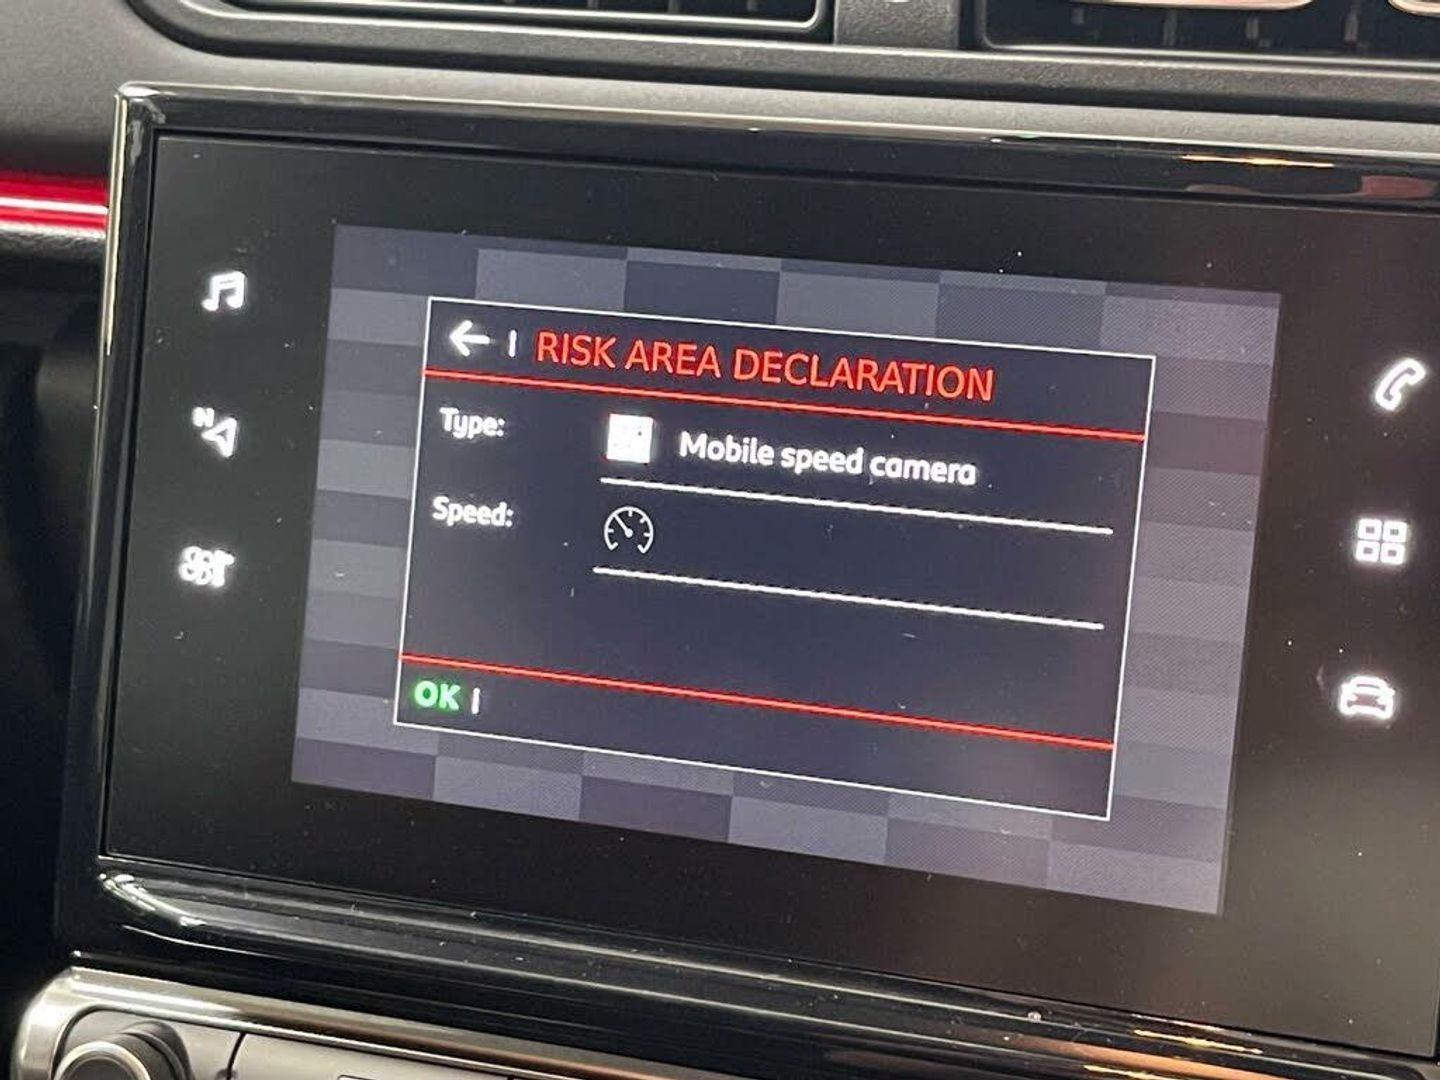 RISK AREA DECLARATION
Type: Mobile speed camera
Speed:
OK
N